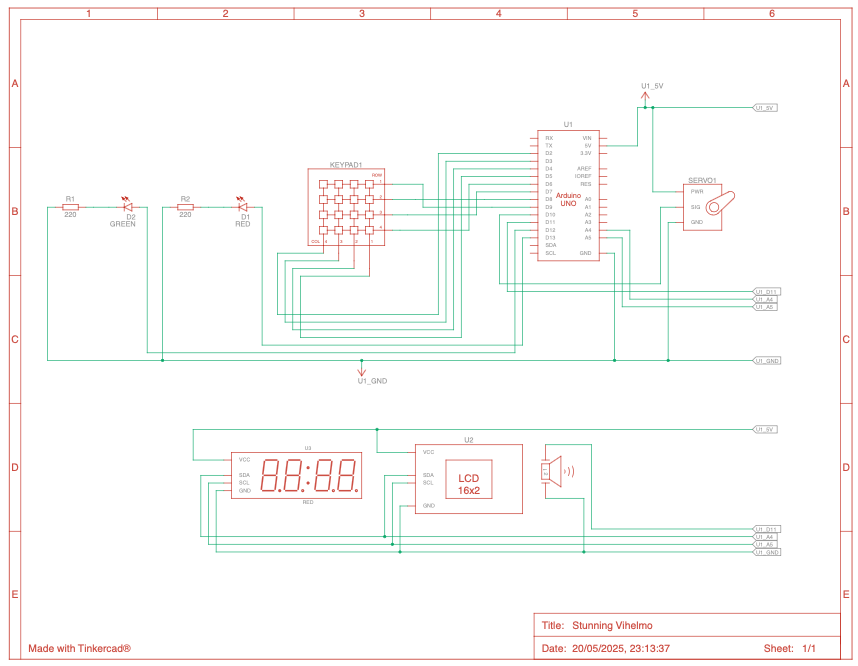 1 2 3 4 5 6
A A
U1_5V
U1_5V
U1
RX VIN
TX 5V
D2 3.3V
D3
D4 AREF
D5 IOREF
D6 RES
D7
D8 A0
D9 A1
D10 A2
D11 A3
D12 A4
D13 A5
SDA
SCL GND
Arduino
UNO
B B
KEYPAD1
ROW
1
2
3
4
COL 4 3 2 1
SERVO1
PWR
SIG
GND
R1
220
D2
GREEN
R2
220
D1
RED
U1_D11
U1_A4
U1_A5
C C
U1_GND
U1_GND
U1_5V
D D
U3
VCC
SDA
SCL
GND
RED
U2
VCC
SDA
SCL
GND
LCD
16x2
U1_D11
U1_A4
U1_A5
U1_GND
E E
Title: Stunning Vihelmo
Made with Tinkercad®
Date: 20/05/2025, 23:13:37 Sheet: 1/1